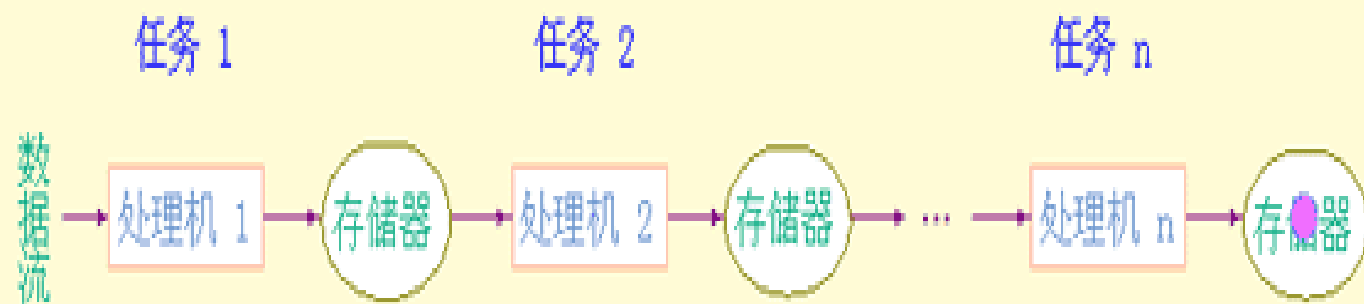 任务 1 任务 2 任务 n
数据流 处理机 1 存储器 处理机 2 存储器 … 处理机 n 存储器